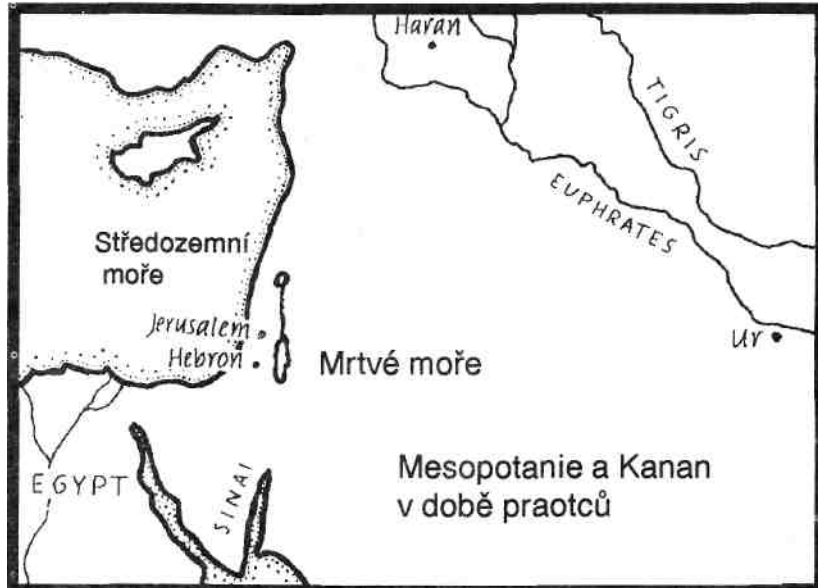 Haran
TIGRIS
EUPHRATES
Středozemní
moře
Jerusalem
Hebron
Mrtvé moře
Ur
EGYPT
SINAI
Mesopotanie a Kanan
v době praotců